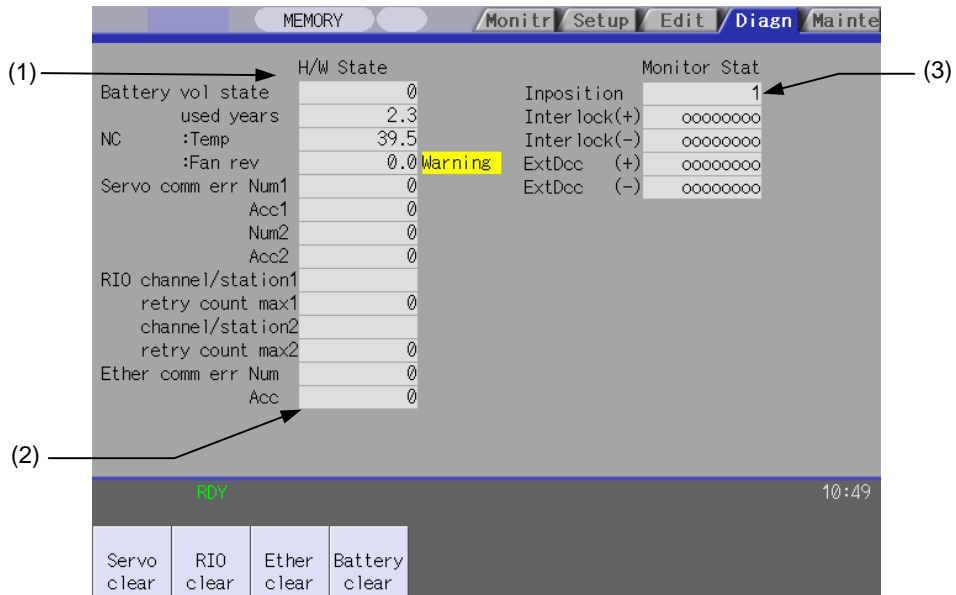 MEMORY Monitr Setup Edit Diagn Mainte
(1) H/W State Monitor Stat (3)
Battery vol state 0 Inposition 1
used years 2.3 Interlock(+) oooooooo
NC :Temp 39.5 Interlock(-) oooooooo
:Fan rev 0.0 Warning ExtDcc (+) oooooooo
Servo comm err Num1 0 ExtDcc (-) oooooooo
Acc1 0
Num2 0
Acc2 0
RIO channel/station1
retry count max1 0
channel/station2
retry count max2 0
Ether comm err Num 0
Acc 0
(2)
RDY 10:49
Servo RIO Ether Battery
clear clear clear clear